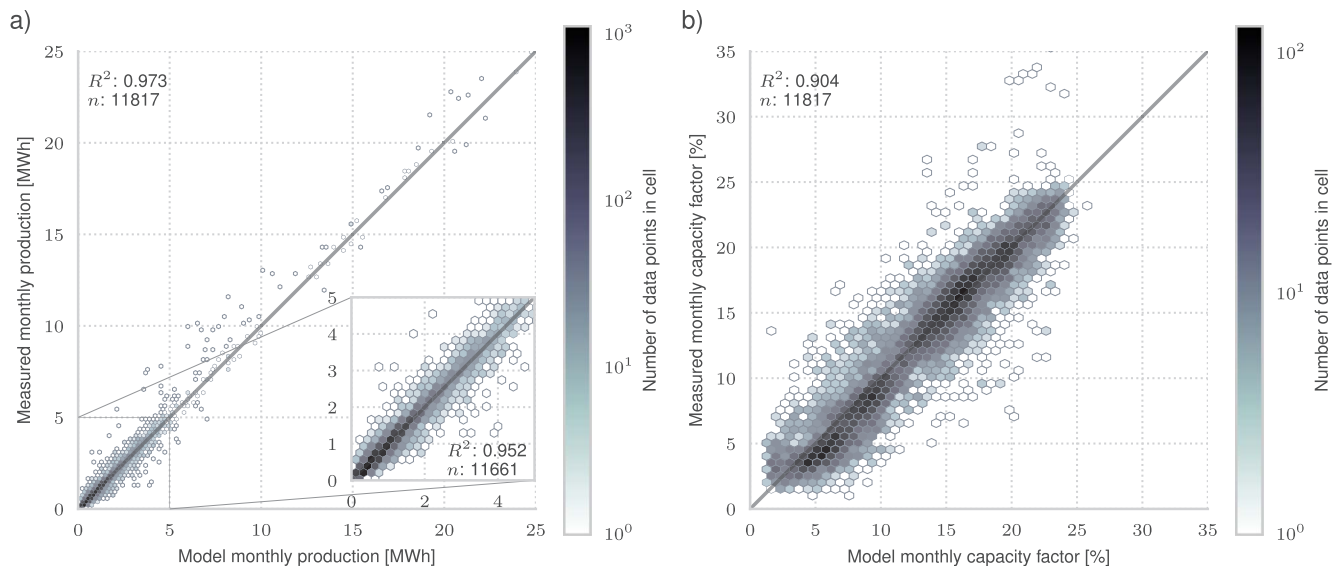 a)
R²: 0.973
n: 11817
25
20
15
10
5
0
0 5 10 15 20 25
Measured monthly production [MWh]
Model monthly production [MWh]
5
4
3
2
1
0
0 2 4
R²: 0.952
n: 11661
10³
10²
10¹
10⁰
Number of data points in cell
b)
R²: 0.904
n: 11817
35
30
25
20
15
10
5
0
0 5 10 15 20 25 30 35
Measured monthly capacity factor [%]
Model monthly capacity factor [%]
10²
10¹
10⁰
Number of data points in cell